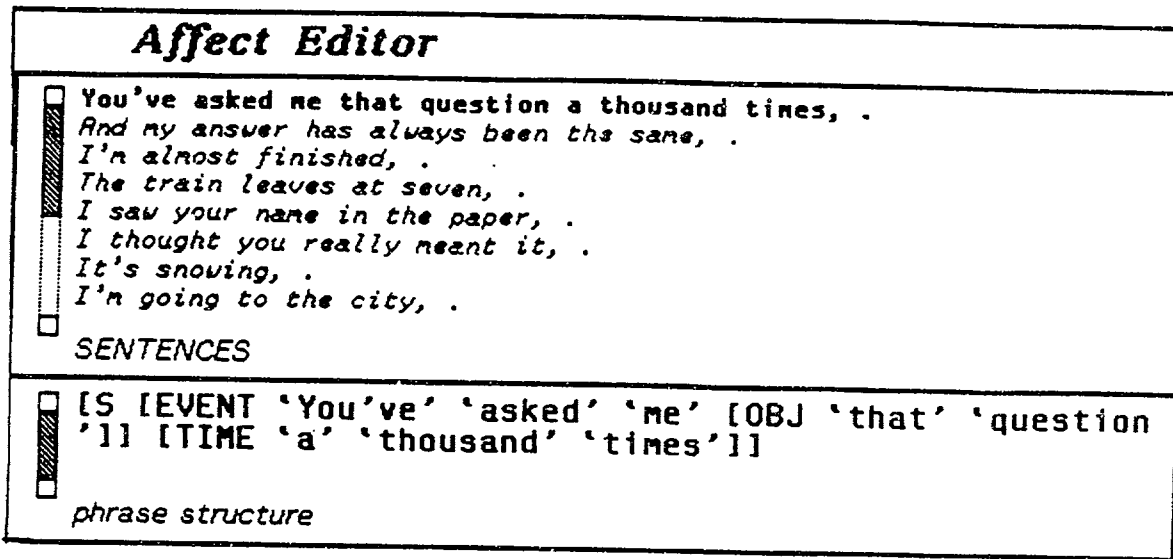 Affect Editor
You've asked me that question a thousand times, .
And my answer has always been the same, .
I'm almost finished, .
The train leaves at seven, .
I saw your name in the paper, .
I thought you really meant it, .
It's snowing, .
I'm going to the city, .
SENTENCES
[S [EVENT ‘You've’ ‘asked’ ‘me’ [OBJ ‘that’ ‘question
’]] [TIME ‘a’ ‘thousand’ ‘times’]]
phrase structure